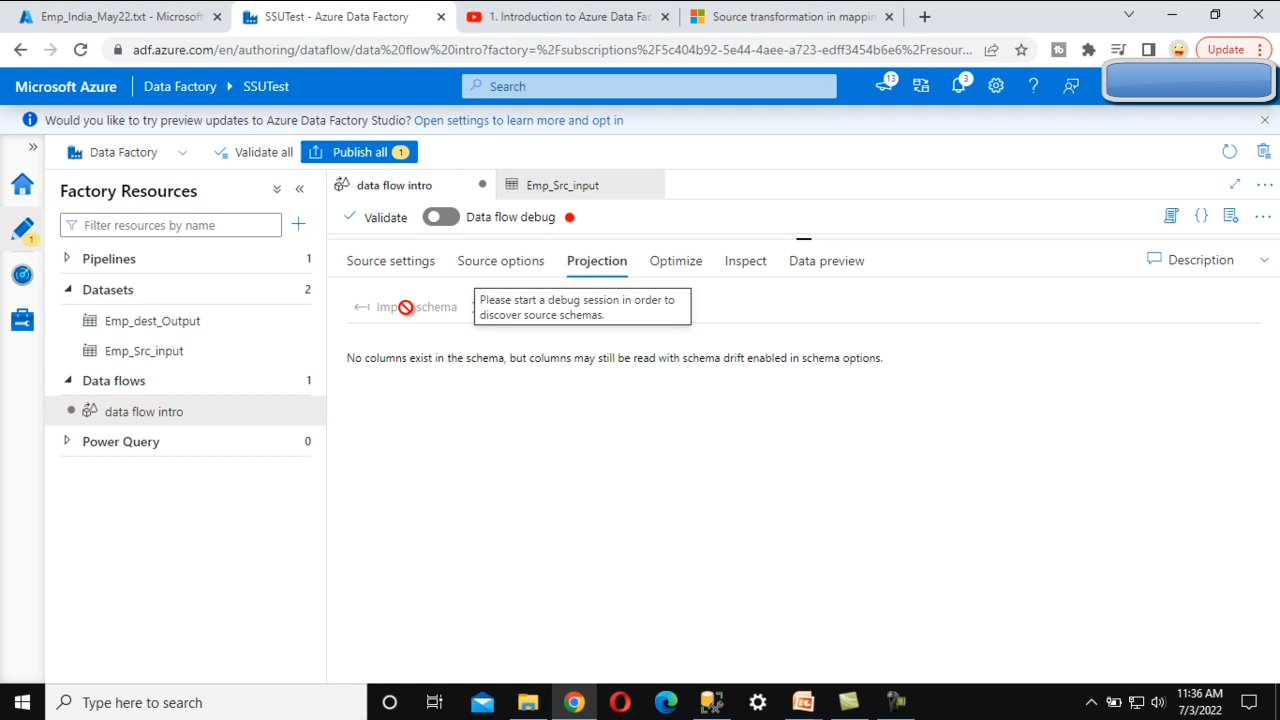 Emp_India_May22.txt - Microsoft
SSUTest - Azure Data Factory
1. Introduction to Azure Data Fac
Source transformation in mappin
adf.azure.com/en/authoring/dataflow/data%20flow%20intro?factory=%2Fsubscriptions%2F5c404b92-5e44-4aee-a723-edff3454b6e6%2Fresour...
Update
Microsoft Azure
Data Factory
SSUTest
Search
13
3
Would you like to try preview updates to Azure Data Factory Studio? Open settings to learn more and opt in
Data Factory
Validate all
Publish all 1
Factory Resources
Filter resources by name
1
Pipelines 1
Datasets 2
Emp_dest_Output
Emp_Src_input
Data flows 1
data flow intro
Power Query 0
data flow intro
Emp_Src_input
Validate
Data flow debug
Source settings
Source options
Projection
Optimize
Inspect
Data preview
Description
schema
Please start a debug session in order to
discover source schemas.
No columns exist in the schema, but columns may still be read with schema drift enabled in schema options.
Type here to search
11:36 AM
7/3/2022